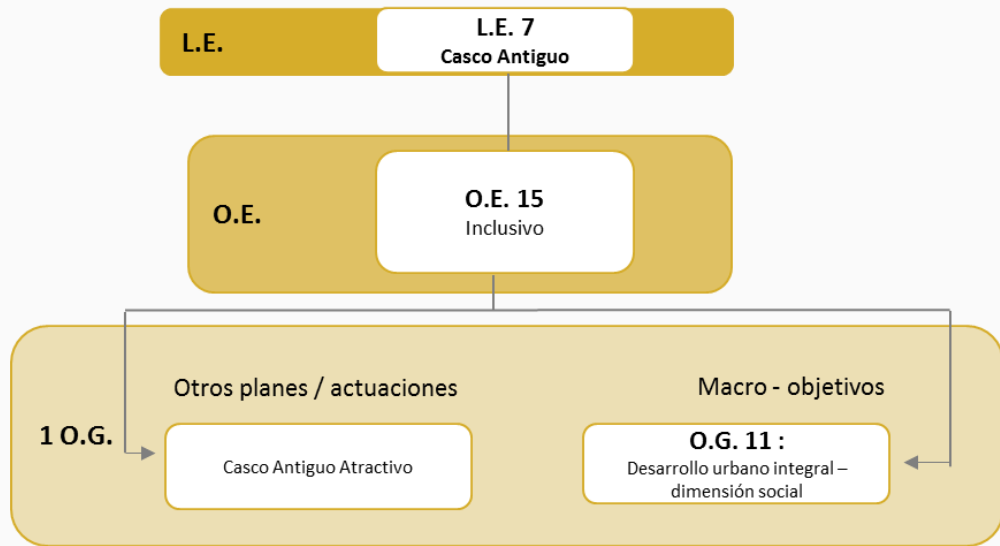 L.E.
L.E. 7
Casco Antiguo
O.E.
O.E. 15
Inclusivo
1 O.G.
Otros planes / actuaciones
Casco Antiguo Atractivo
Macro - objetivos
O.G. 11 :
Desarrollo urbano integral –
dimensión social